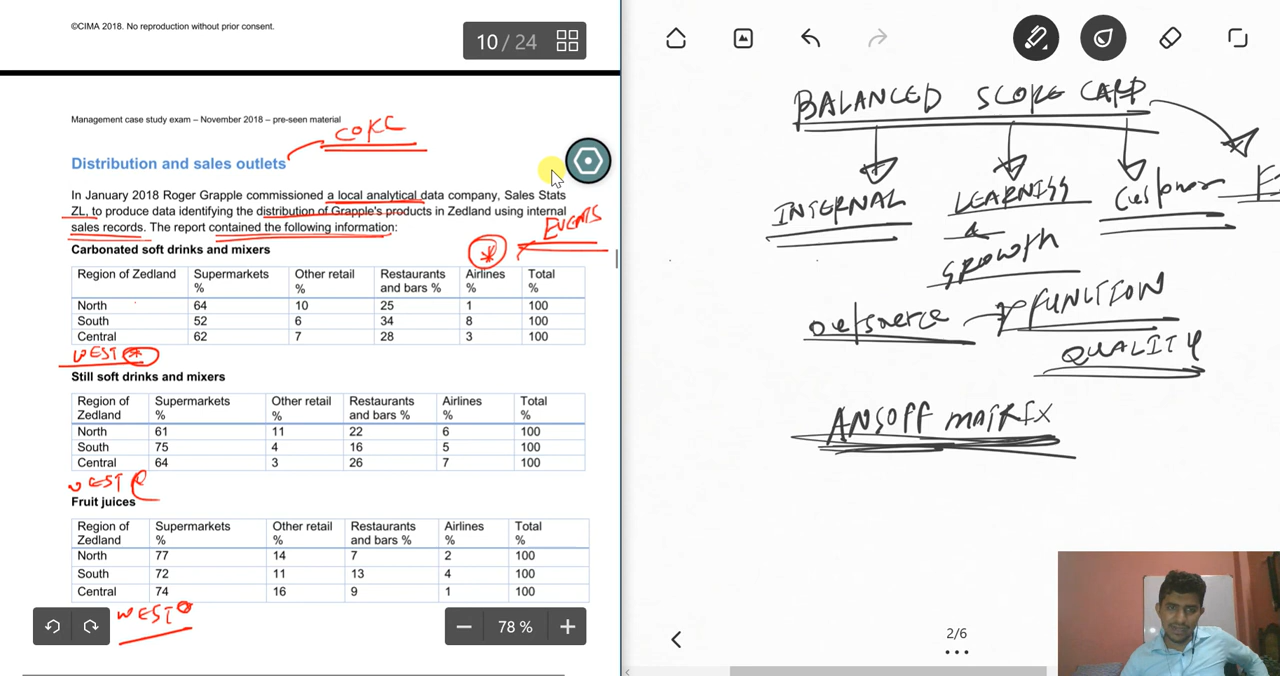 ©CIMA 2018. No reproduction without prior consent.
10 / 24
Management case study exam – November 2018 – pre-seen material
COKE
Distribution and sales outlets
In January 2018 Roger Grapple commissioned a local analytical data company, Sales Stats
ZL, to produce data identifying the distribution of Grapple's products in Zedland using internal
sales records. The report contained the following information:
EVENTS
Carbonated soft drinks and mixers
Region of Zedland Supermarkets % Other retail % Restaurants and bars % Airlines % Total %
North 64 10 25 1 100
South 52 6 34 8 100
Central 62 7 28 3 100
WEST
Still soft drinks and mixers
Region of Zedland Supermarkets % Other retail % Restaurants and bars % Airlines % Total %
North 61 11 22 6 100
South 75 4 16 5 100
Central 64 3 26 7 100
WEST
Fruit juices
Region of Zedland Supermarkets % Other retail % Restaurants and bars % Airlines % Total %
North 77 14 7 2 100
South 72 11 13 4 100
Central 74 16 9 1 100
WEST
78 %
BALANCED SCORE CARD
INTERNAL
LEARNING
&
GROWTH
Customer
outsource
FUNCTION
QUALITY
ANSOFF MATRIX
2/6